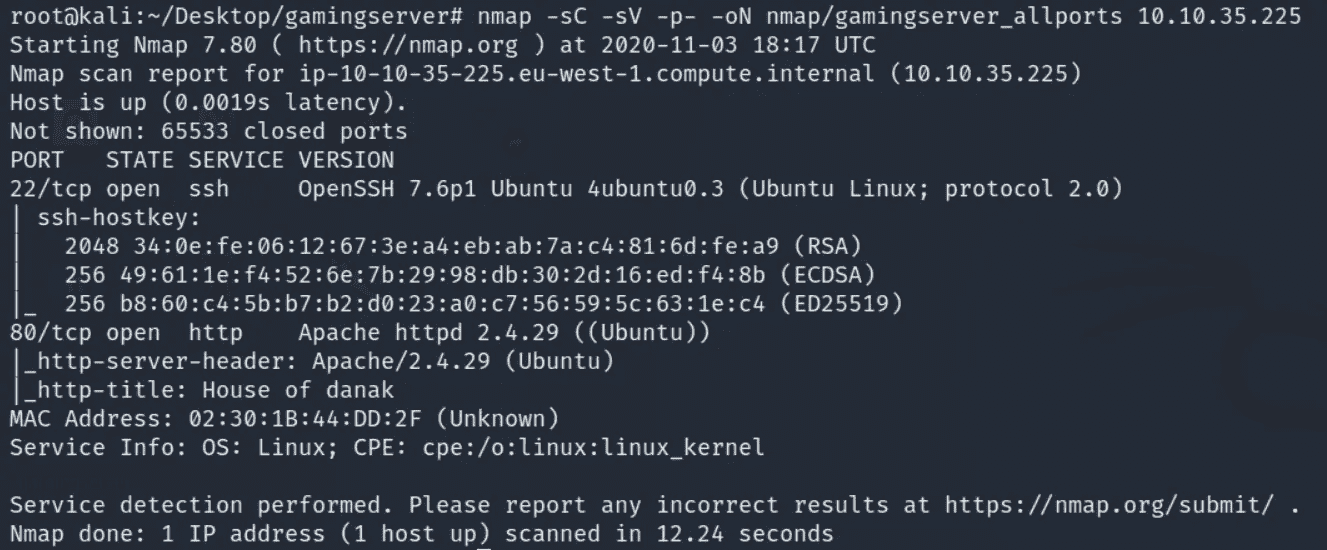 root@kali:~/Desktop/gamingserver# nmap -sC -sV -p- -oN nmap/gamingserver_allports 10.10.35.225
Starting Nmap 7.80 ( https://nmap.org ) at 2020-11-03 18:17 UTC
Nmap scan report for ip-10-10-35-225.eu-west-1.compute.internal (10.10.35.225)
Host is up (0.0019s latency).
Not shown: 65533 closed ports
PORT   STATE SERVICE VERSION
22/tcp open  ssh     OpenSSH 7.6p1 Ubuntu 4ubuntu0.3 (Ubuntu Linux; protocol 2.0)
| ssh-hostkey:
|   2048 34:0e:fe:06:12:67:3e:a4:eb:ab:7a:c4:81:6d:fe:a9 (RSA)
|   256 49:61:1e:f4:52:6e:7b:29:98:db:30:2d:16:ed:f4:8b (ECDSA)
|_  256 b8:60:c4:5b:b7:b2:d0:23:a0:c7:56:59:5c:63:1e:c4 (ED25519)
80/tcp open  http    Apache httpd 2.4.29 ((Ubuntu))
|_http-server-header: Apache/2.4.29 (Ubuntu)
|_http-title: House of danak
MAC Address: 02:30:1B:44:DD:2F (Unknown)
Service Info: OS: Linux; CPE: cpe:/o:linux:linux_kernel
Service detection performed. Please report any incorrect results at https://nmap.org/submit/ .
Nmap done: 1 IP address (1 host up) scanned in 12.24 seconds